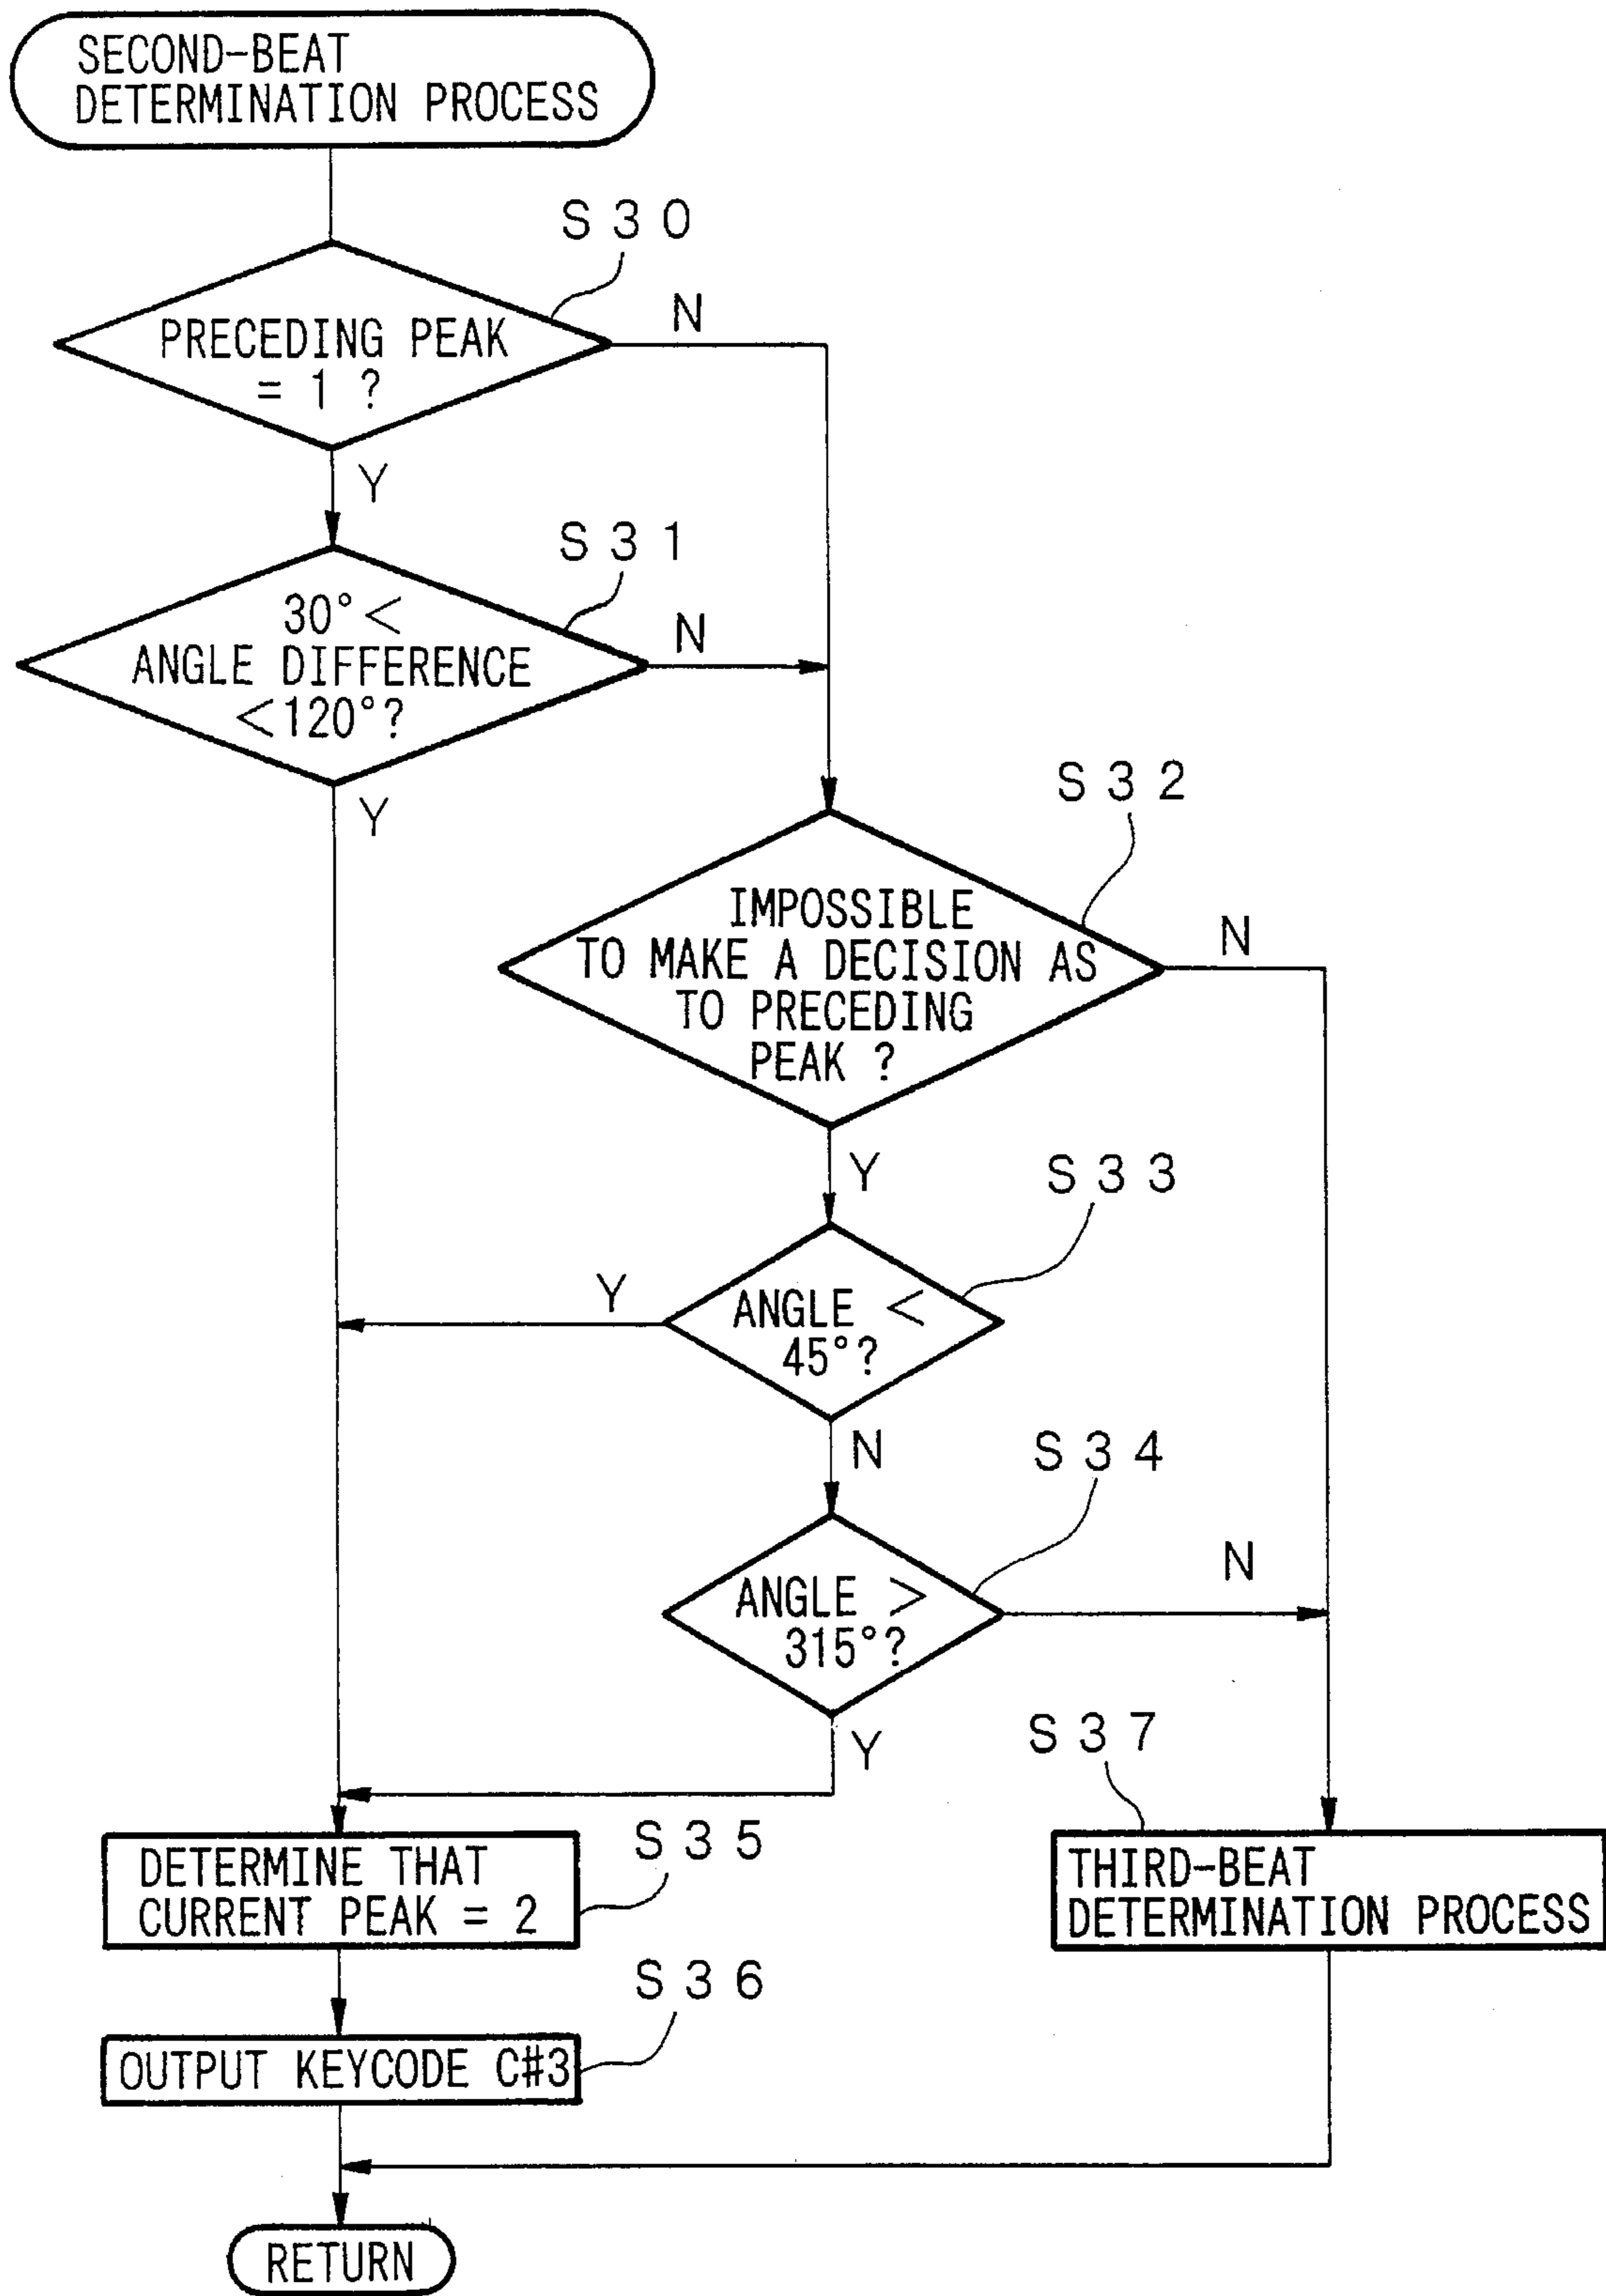 SECOND-BEAT
DETERMINATION PROCESS
S30
PRECEDING PEAK
= 1 ?
N
Y
S31
30°<
ANGLE DIFFERENCE
<120°?
N
Y
S32
IMPOSSIBLE
TO MAKE A DECISION AS
TO PRECEDING
PEAK ?
N
Y
S33
ANGLE <
45°?
Y
N
S34
ANGLE >
315°?
N
Y
S35
DETERMINE THAT
CURRENT PEAK = 2
S37
THIRD-BEAT
DETERMINATION PROCESS
S36
OUTPUT KEYCODE C#3
RETURN